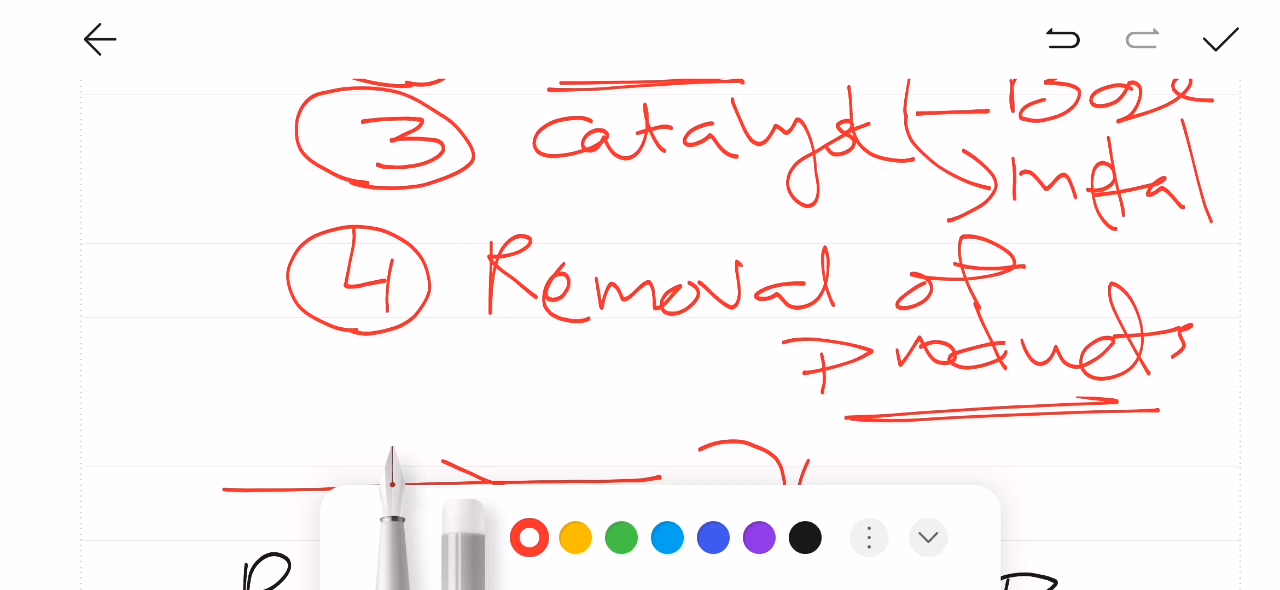 3 catalyst base
metal
4 Removal of
Products